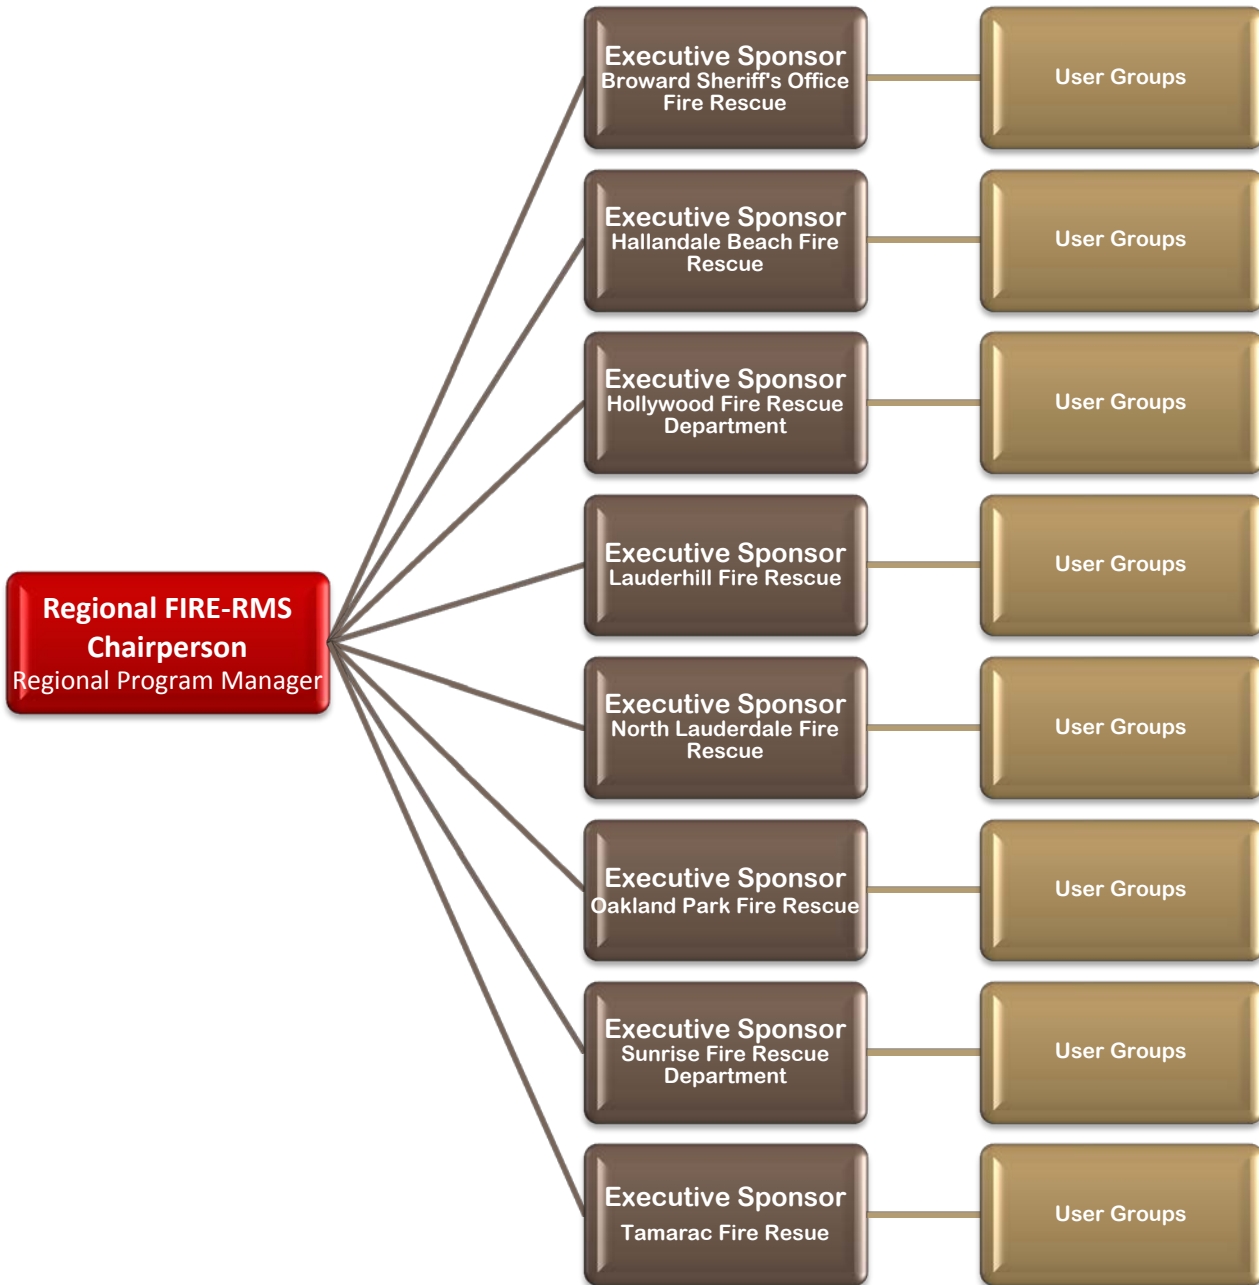 Executive Sponsor
Broward Sheriff's Office
Fire Rescue
User Groups
Executive Sponsor
Hallandale Beach Fire
Rescue
User Groups
Executive Sponsor
Hollywood Fire Rescue
Department
User Groups
Executive Sponsor
Lauderhill Fire Rescue
User Groups
Regional FIRE-RMS
Chairperson
Regional Program Manager
Executive Sponsor
North Lauderdale Fire
Rescue
User Groups
Executive Sponsor
Oakland Park Fire Rescue
User Groups
Executive Sponsor
Sunrise Fire Rescue
Department
User Groups
Executive Sponsor
Tamarac Fire Resue
User Groups